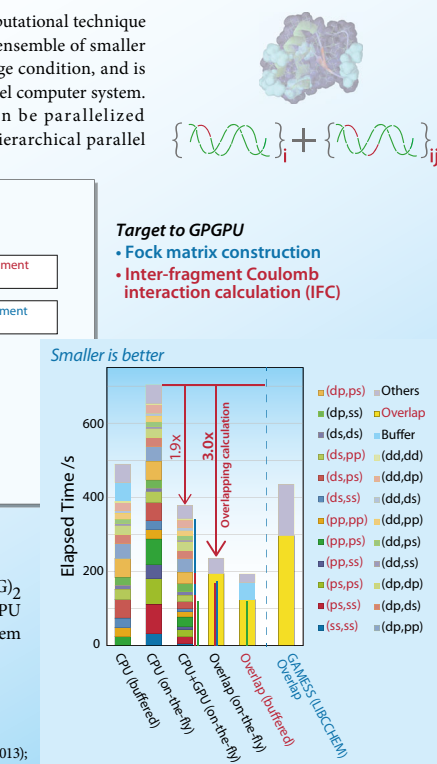 putational technique
ensemble of smaller
ge condition, and is
el computer system.
n be parallelized
ierarchical parallel
{ }i + { }ij
Target to GPGPU
• Fock matrix construction
• Inter-fragment Coulomb
interaction calculation (IFC)
ment
ment
Smaller is better
Elapsed Time /s
600
400
200
0
1.9x
3.0x
Overlapping calculation
CPU (buffered)
CPU (on-the-fly)
CPU+GPU (on-the-fly)
Overlap (on-the-fly)
Overlap (buffered)
GAMESS (LIBCCHEM)
Overlap
(dp,ps) Others
(dp,ss) Overlap
(ds,ds) Buffer
(ds,pp) (dd,dd)
(ds,ps) (dd,dp)
(ds,ss) (dd,ds)
(pp,pp) (dd,pp)
(pp,ps) (dd,ps)
(pp,ss) (dd,ss)
(ps,ps) (dp,dp)
(ps,ss) (dp,ds)
(ss,ss) (dp,pp)
G)2
PU
em
013);